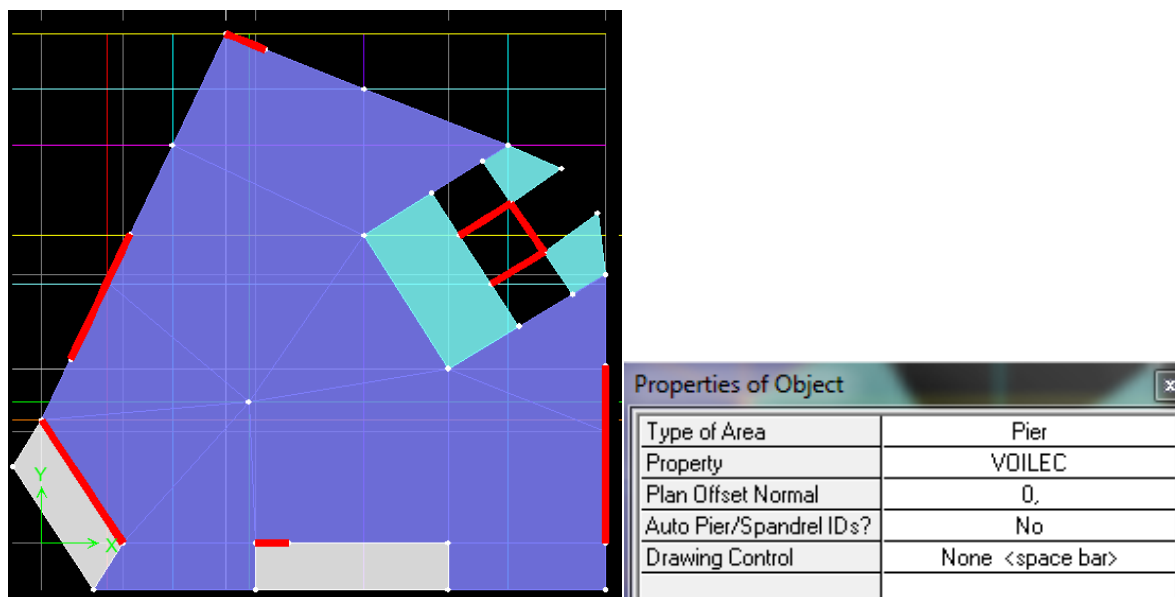 Y
X
Properties of Object
x
Type of Area Pier
Property VOILEC
Plan Offset Normal 0,
Auto Pier/Spandrel IDs? No
Drawing Control None <space bar>